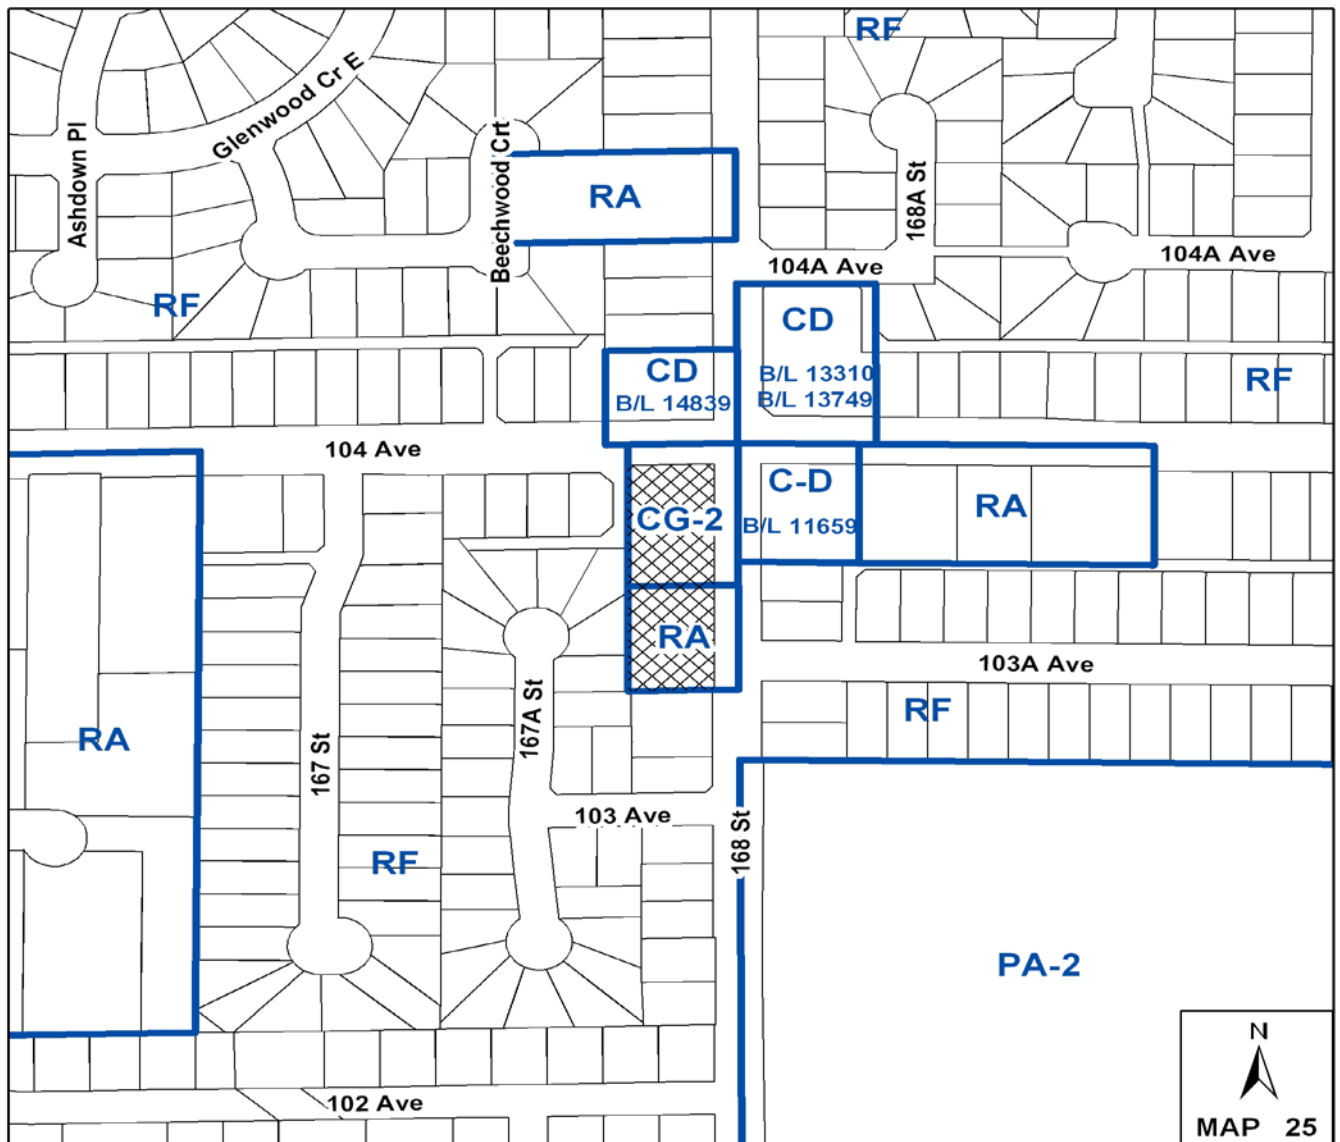 RF
Glenwood Cr E
Ashdown Pl
Beechwood Crt
RA
168A St
104A Ave
104A Ave
RF
CD
B/L 13310
B/L 13749
CD
B/L 14839
RF
104 Ave
C-D
B/L 11659
CG-2
RA
RA
103A Ave
167A St
RF
RA
167 St
103 Ave
168 St
RF
PA-2
N
MAP 25
102 Ave